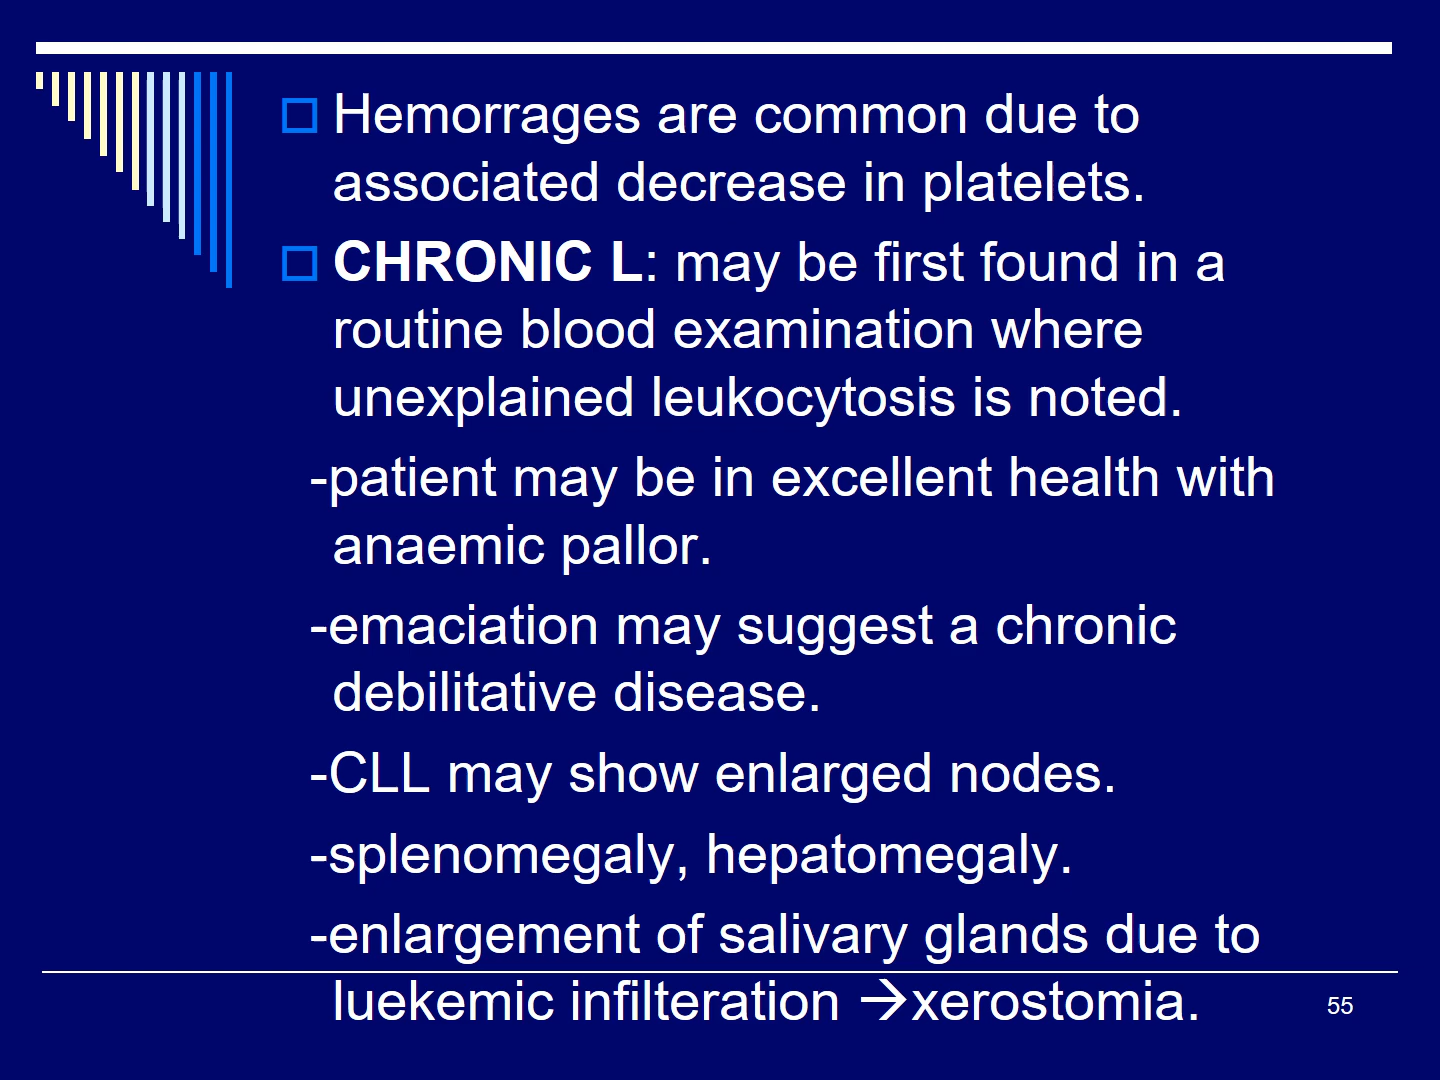 Hemorrages are common due to
associated decrease in platelets.
CHRONIC L: may be first found in a
routine blood examination where
unexplained leukocytosis is noted.
-patient may be in excellent health with
anaemic pallor.
-emaciation may suggest a chronic
debilitative disease.
-CLL may show enlarged nodes.
-splenomegaly, hepatomegaly.
-enlargement of salivary glands due to
luekemic infilteration →xerostomia.
55